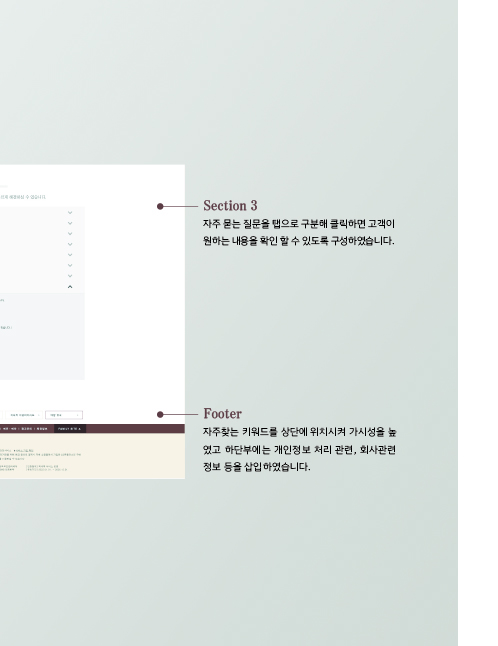 Section 3
자주 묻는 질문을 탭으로 구분해 클릭하면 고객이
원하는 내용을 확인 할 수 있도록 구성하였습니다.
Footer
자주찾는 키워드를 상단에 위치시켜 가시성을 높
였고 하단부에는 개인정보 처리 관련, 회사관련
정보 등을 삽입하였습니다.